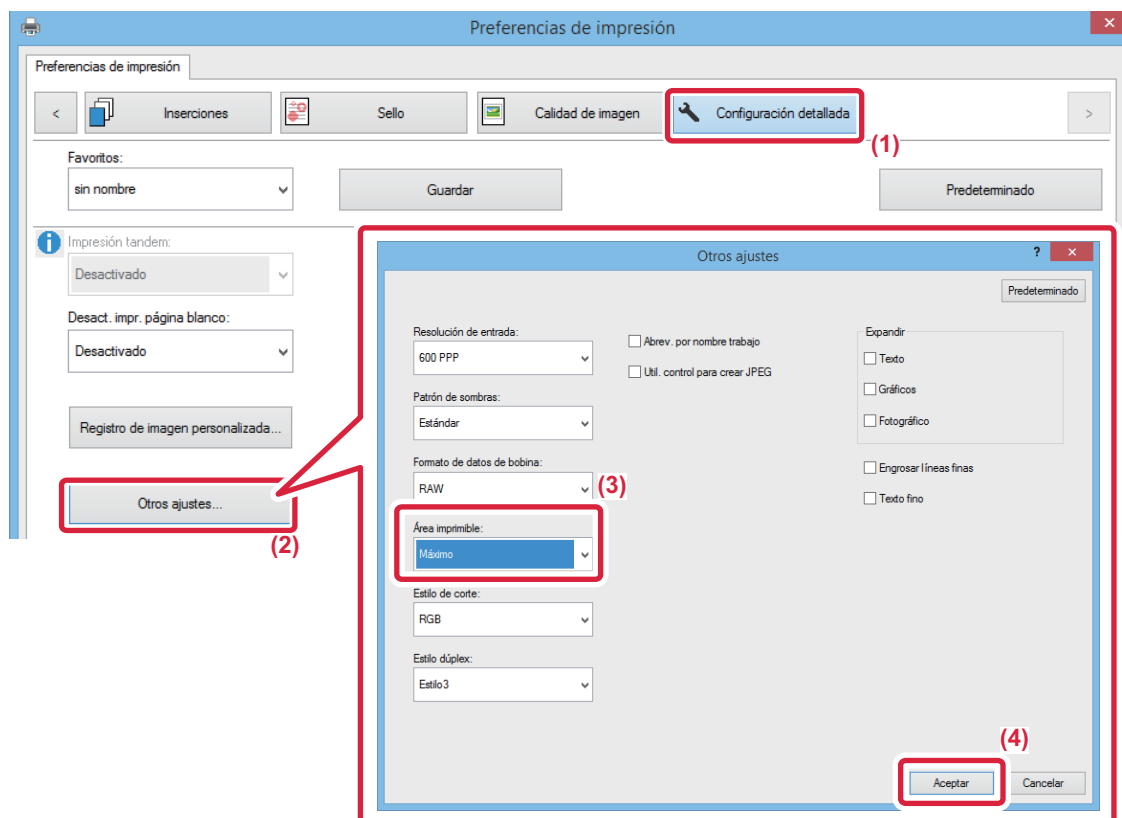 Preferencias de impresión
Preferencias de impresión
Inserciones
Sello
Calidad de imagen
Configuración detallada
(1)
Favoritos:
sin nombre
Guardar
Predeterminado
Impresión tandem:
Desactivado
Desact. impr. página blanco:
Desactivado
Registro de imagen personalizada...
Otros ajustes...
(2)
Otros ajustes
?
Predeterminado
Resolución de entrada:
600 PPP
Patrón de sombras:
Estándar
Formato de datos de bobina:
RAW
(3)
Área imprimible:
Máximo
Estilo de corte:
RGB
Estilo dúplex:
Estilo3
Abrev. por nombre trabajo
Util. control para crear JPEG
Expandir
Texto
Gráficos
Fotográfico
Engrosar líneas finas
Texto fino
(4)
Aceptar
Cancelar